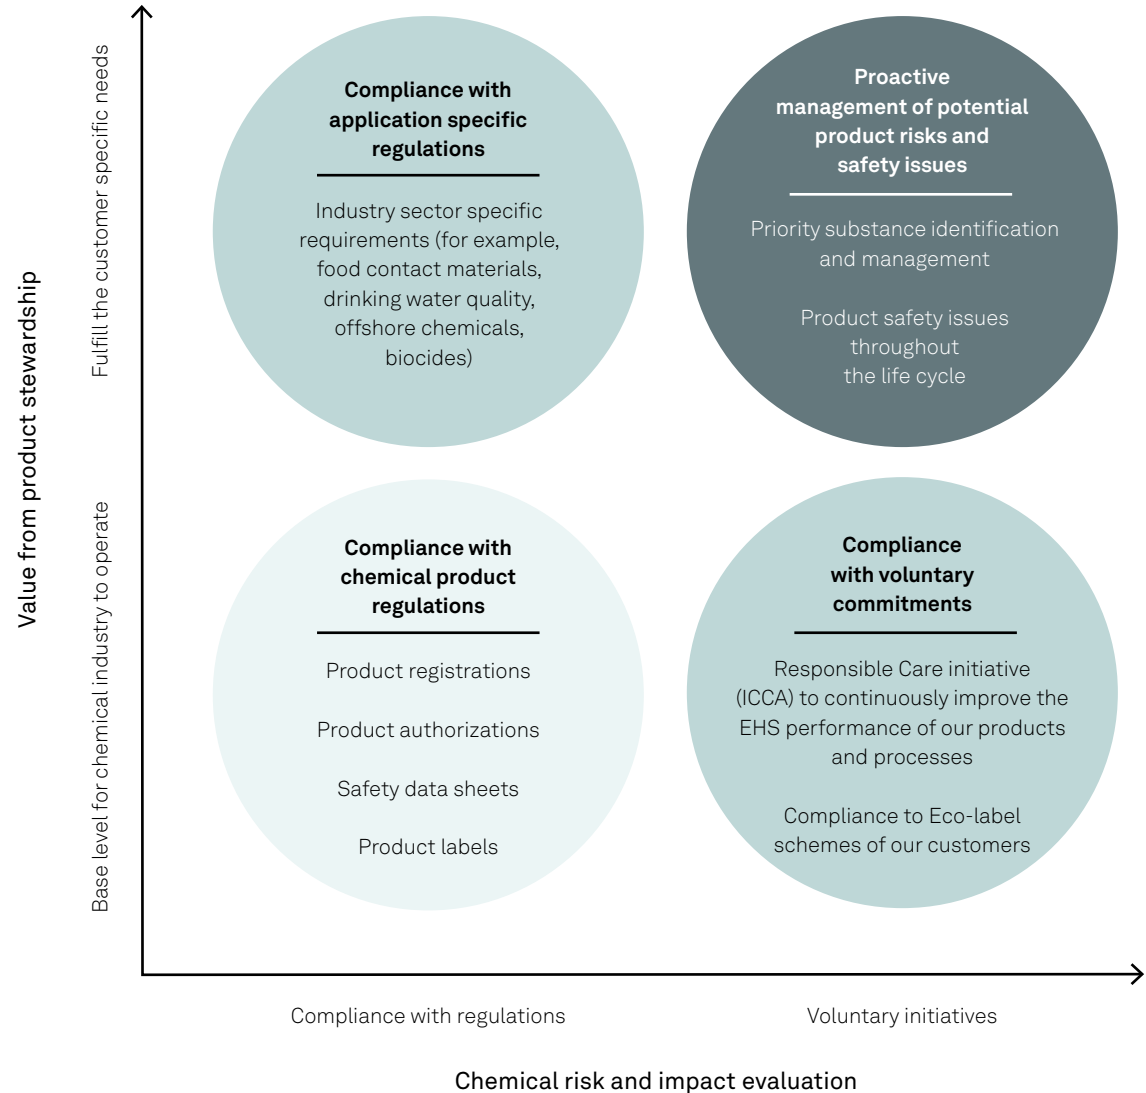 Value from product stewardship
Fulfill the customer specific needs
Base level for chemical industry to operate
Compliance with
application specific
regulations
Industry sector specific
requirements (for example,
food contact materials,
drinking water quality,
offshore chemicals,
biocides)
Proactive
management of potential
product risks and
safety issues
Priority substance identification
and management
Product safety issues
throughout
the life cycle
Compliance with
chemical product
regulations
Product registrations
Product authorizations
Safety data sheets
Product labels
Compliance
with voluntary
commitments
Responsible Care initiative
(ICCA) to continuously improve the
EHS performance of our products
and processes
Compliance to Eco-label
schemes of our customers
Compliance with regulations
Voluntary initiatives
Chemical risk and impact evaluation